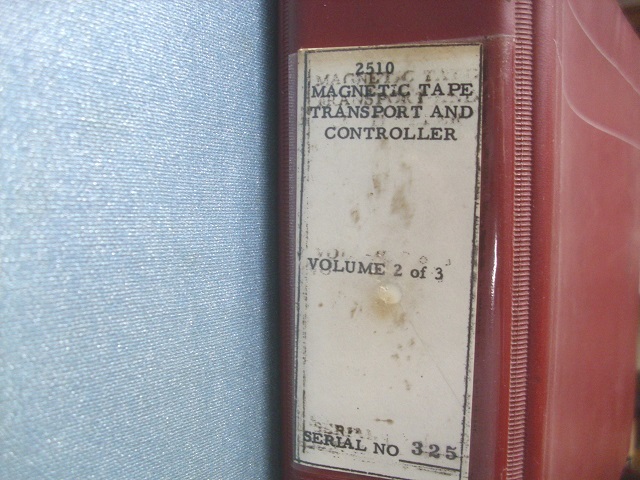 2510
MAGNETIC TAPE
TRANSPORT AND
CONTROLLER
VOLUME 2 of 3
SERIAL NO 325